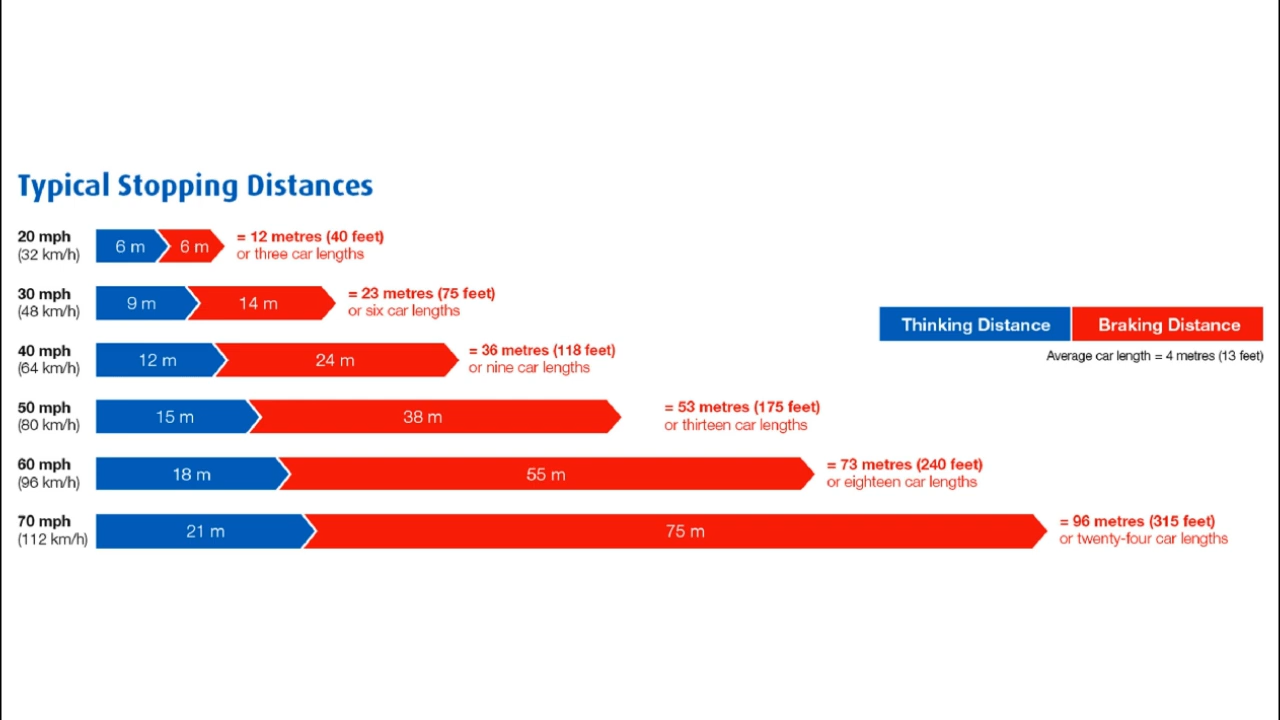 Typical Stopping Distances
20 mph
(32 km/h)
6 m
6 m
= 12 metres (40 feet)
or three car lengths
30 mph
(48 km/h)
9 m
14 m
= 23 metres (75 feet)
or six car lengths
Thinking Distance
Braking Distance
Average car length = 4 metres (13 feet)
40 mph
(64 km/h)
12 m
24 m
= 36 metres (118 feet)
or nine car lengths
50 mph
(80 km/h)
15 m
38 m
= 53 metres (175 feet)
or thirteen car lengths
60 mph
(96 km/h)
18 m
55 m
= 73 metres (240 feet)
or eighteen car lengths
70 mph
(112 km/h)
21 m
75 m
= 96 metres (315 feet)
or twenty-four car lengths